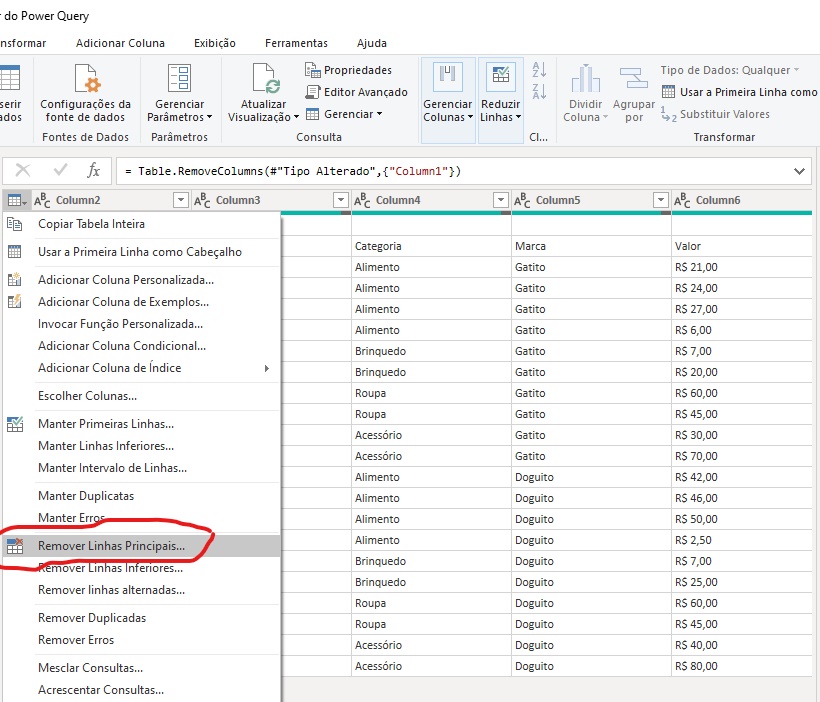 r do Power Query
nsformar Adicionar Coluna Exibição Ferramentas Ajuda
serir
ados
Configurações da
fonte de dados
Fontes de Dados
Gerenciar
Parâmetros
Parâmetros
Atualizar
Visualização
Propriedades
Editor Avançado
Gerenciar
Consulta
Gerenciar
Colunas
Reduzir
Linhas
A
Z
Z
A
Cl...
Dividir
Coluna
Agrupar
por
Tipo de Dados: Qualquer
Usar a Primeira Linha como
1 2 Substituir Valores
Transformar
fx = Table.RemoveColumns(#"Tipo Alterado",{"Column1"})
ABC Column2 ABC Column3 ABC Column4 ABC Column5 ABC Column6
Copiar Tabela Inteira
Usar a Primeira Linha como Cabeçalho
Adicionar Coluna Personalizada...
Adicionar Coluna de Exemplos...
Invocar Função Personalizada...
Adicionar Coluna Condicional...
Adicionar Coluna de Índice
Escolher Colunas...
Manter Primeiras Linhas...
Manter Linhas Inferiores...
Manter Intervalo de Linhas...
Manter Duplicatas
Manter Erros
Remover Linhas Principais...
Remover Linhas Inferiores...
Remover linhas alternadas...
Remover Duplicadas
Remover Erros
Mesclar Consultas...
Acrescentar Consultas...
Categoria Marca Valor
Alimento Gatito R$ 21,00
Alimento Gatito R$ 24,00
Alimento Gatito R$ 27,00
Alimento Gatito R$ 6,00
Brinquedo Gatito R$ 7,00
Brinquedo Gatito R$ 20,00
Roupa Gatito R$ 60,00
Roupa Gatito R$ 45,00
Acessório Gatito R$ 30,00
Acessório Gatito R$ 70,00
Alimento Doguito R$ 42,00
Alimento Doguito R$ 46,00
Alimento Doguito R$ 50,00
Alimento Doguito R$ 2,50
Brinquedo Doguito R$ 7,00
Brinquedo Doguito R$ 25,00
Roupa Doguito R$ 60,00
Roupa Doguito R$ 45,00
Acessório Doguito R$ 40,00
Acessório Doguito R$ 80,00